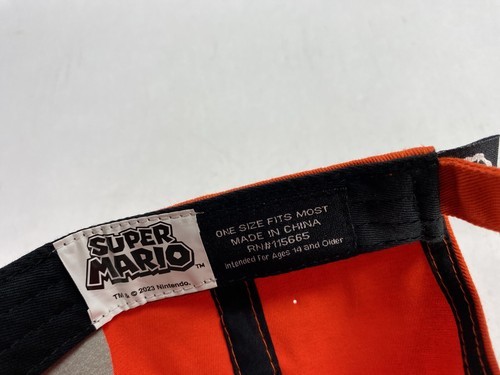 SUPER
MARIO™
TM & © 2023 Nintendo.
ONE SIZE FITS MOST
MADE IN CHINA
RN#115665
Intended For Ages 14 and Older